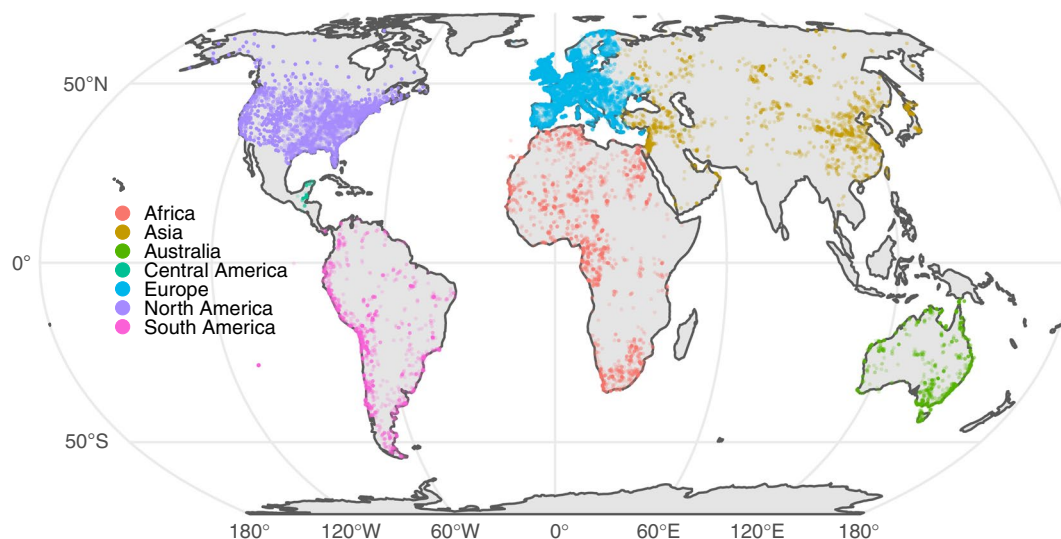 50°N
Africa
Asia
Australia
Central America
0°
Europe
North America
South America
50°S
180° 120°W 60°W 0° 60°E 120°E 180°